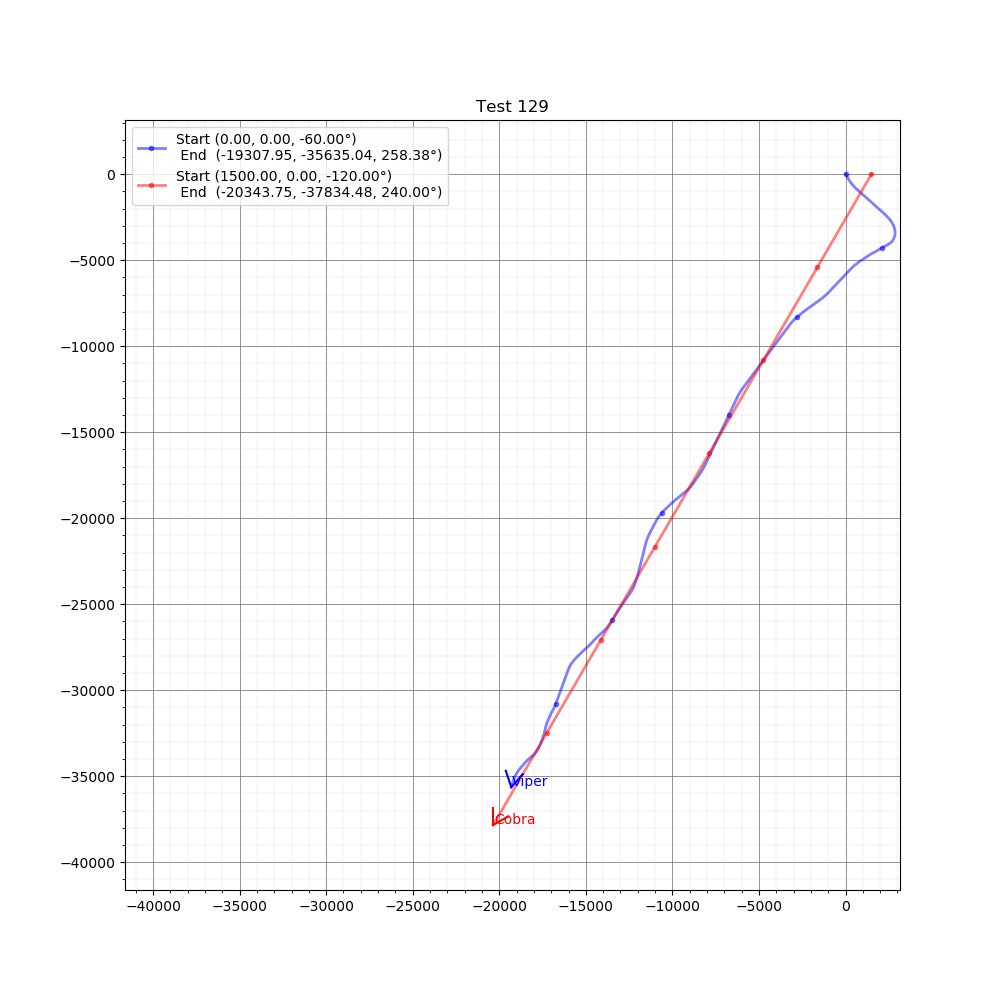 Test 129
Start (0.00, 0.00, -60.00°)
End (-19307.95, -35635.04, 258.38°)
Start (1500.00, 0.00, -120.00°)
End (-20343.75, -37834.48, 240.00°)
0
−5000
−10000
−15000
−20000
−25000
−30000
−35000
−40000
Viper
Cobra
−40000 −35000 −30000 −25000 −20000 −15000 −10000 −5000 0